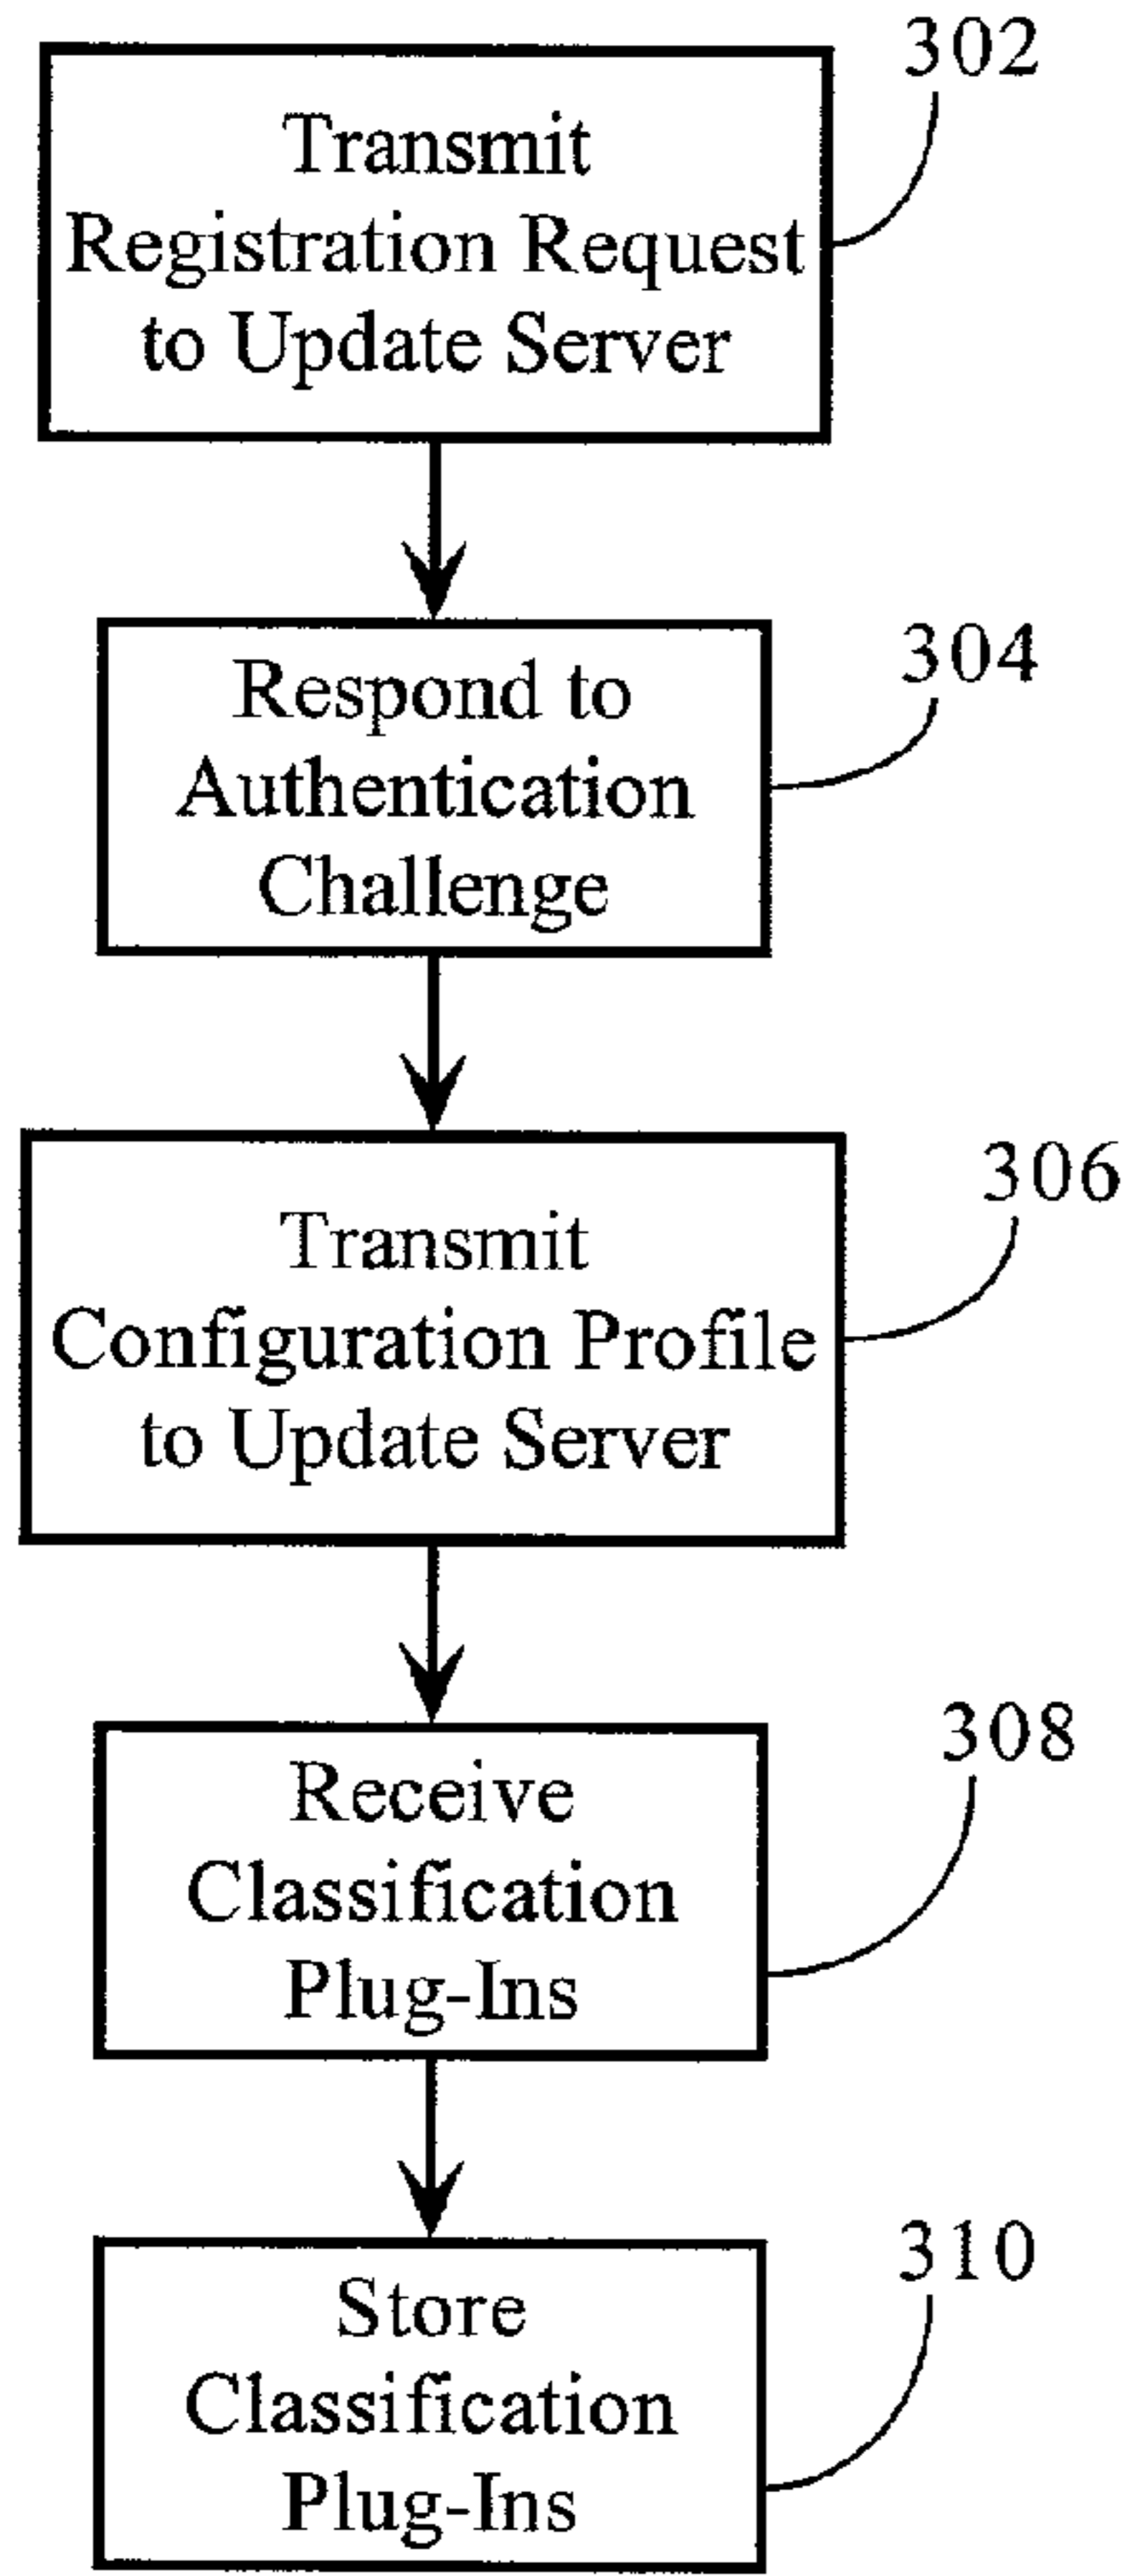 302
Transmit
Registration Request
to Update Server
304
Respond to
Authentication
Challenge
306
Transmit
Configuration Profile
to Update Server
308
Receive
Classification
Plug-Ins
310
Store
Classification
Plug-Ins